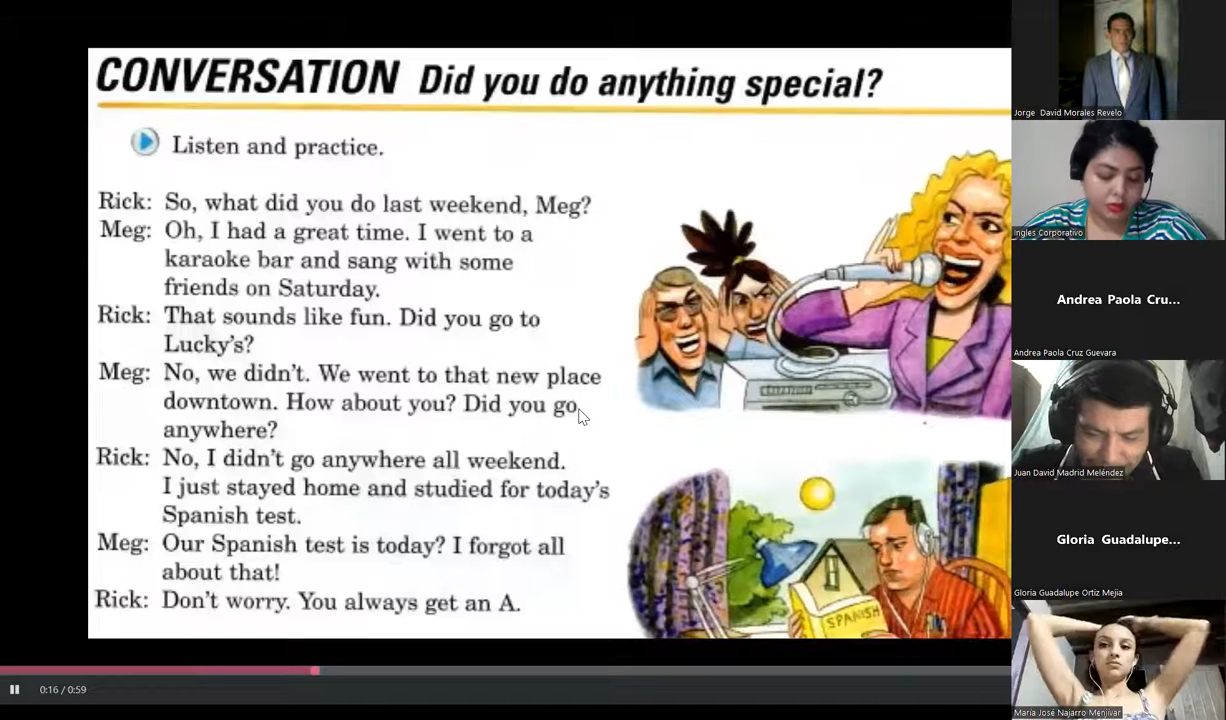 CONVERSATION Did you do anything special?
Listen and practice.
Rick: So, what did you do last weekend, Meg?
Meg: Oh, I had a great time. I went to a
karaoke bar and sang with some
friends on Saturday.
Rick: That sounds like fun. Did you go to
Lucky's?
Meg: No, we didn't. We went to that new place
downtown. How about you? Did you go
anywhere?
Rick: No, I didn't go anywhere all weekend.
I just stayed home and studied for today's
Spanish test.
Meg: Our Spanish test is today? I forgot all
about that!
Rick: Don't worry. You always get an A.
SPANISH
0:16 / 0:59
Jorge David Morales Revelo
Ingles Corporativo
Andrea Paola Cru...
Andrea Paola Cruz Guevara
Juan David Madrid Meléndez
Gloria Guadalupe...
Gloria Guadalupe Ortiz Mejia
María José Najarro Menjívar